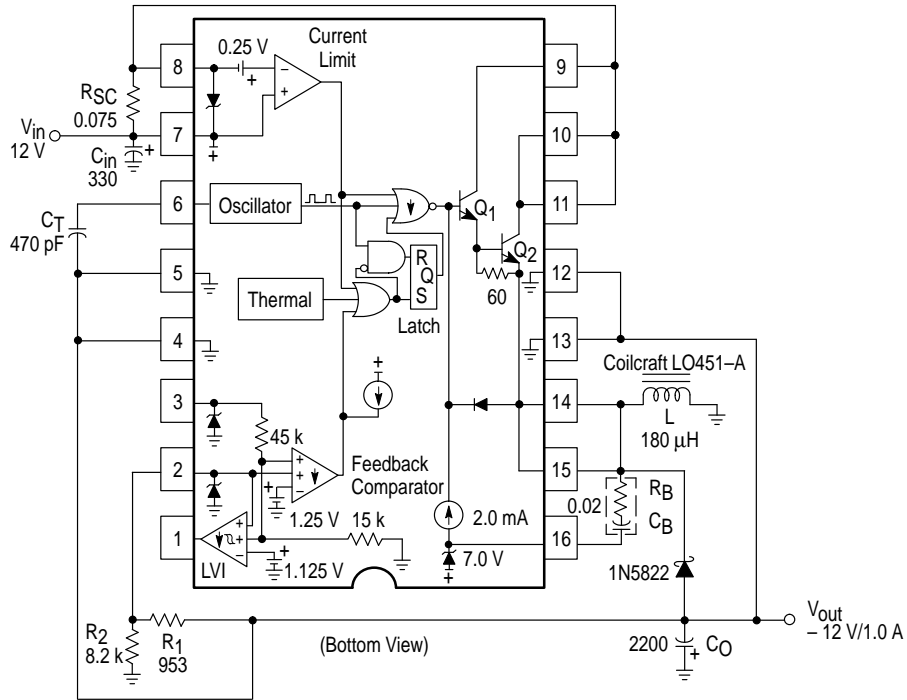 Current
Limit
0.25 V
–
+
+
+
8
7
6
5
4
3
2
1
9
10
11
12
13
14
15
16
RSC
0.075
Vin
12 V
Cin
330
+
CT
470 pF
Oscillator
Q1
Q2
60
R
Q
S
Latch
Thermal
+
45 k
+
+
–
+
1.25 V
Feedback
Comparator
15 k
+
–
+
1.125 V
LVI
2.0 mA
7.0 V
+
Coilcraft LO451–A
L
180 µH
0.02
RB
CB
1N5822
Vout
– 12 V/1.0 A
2200
CO
+
R2
8.2 k
R1
953
(Bottom View)